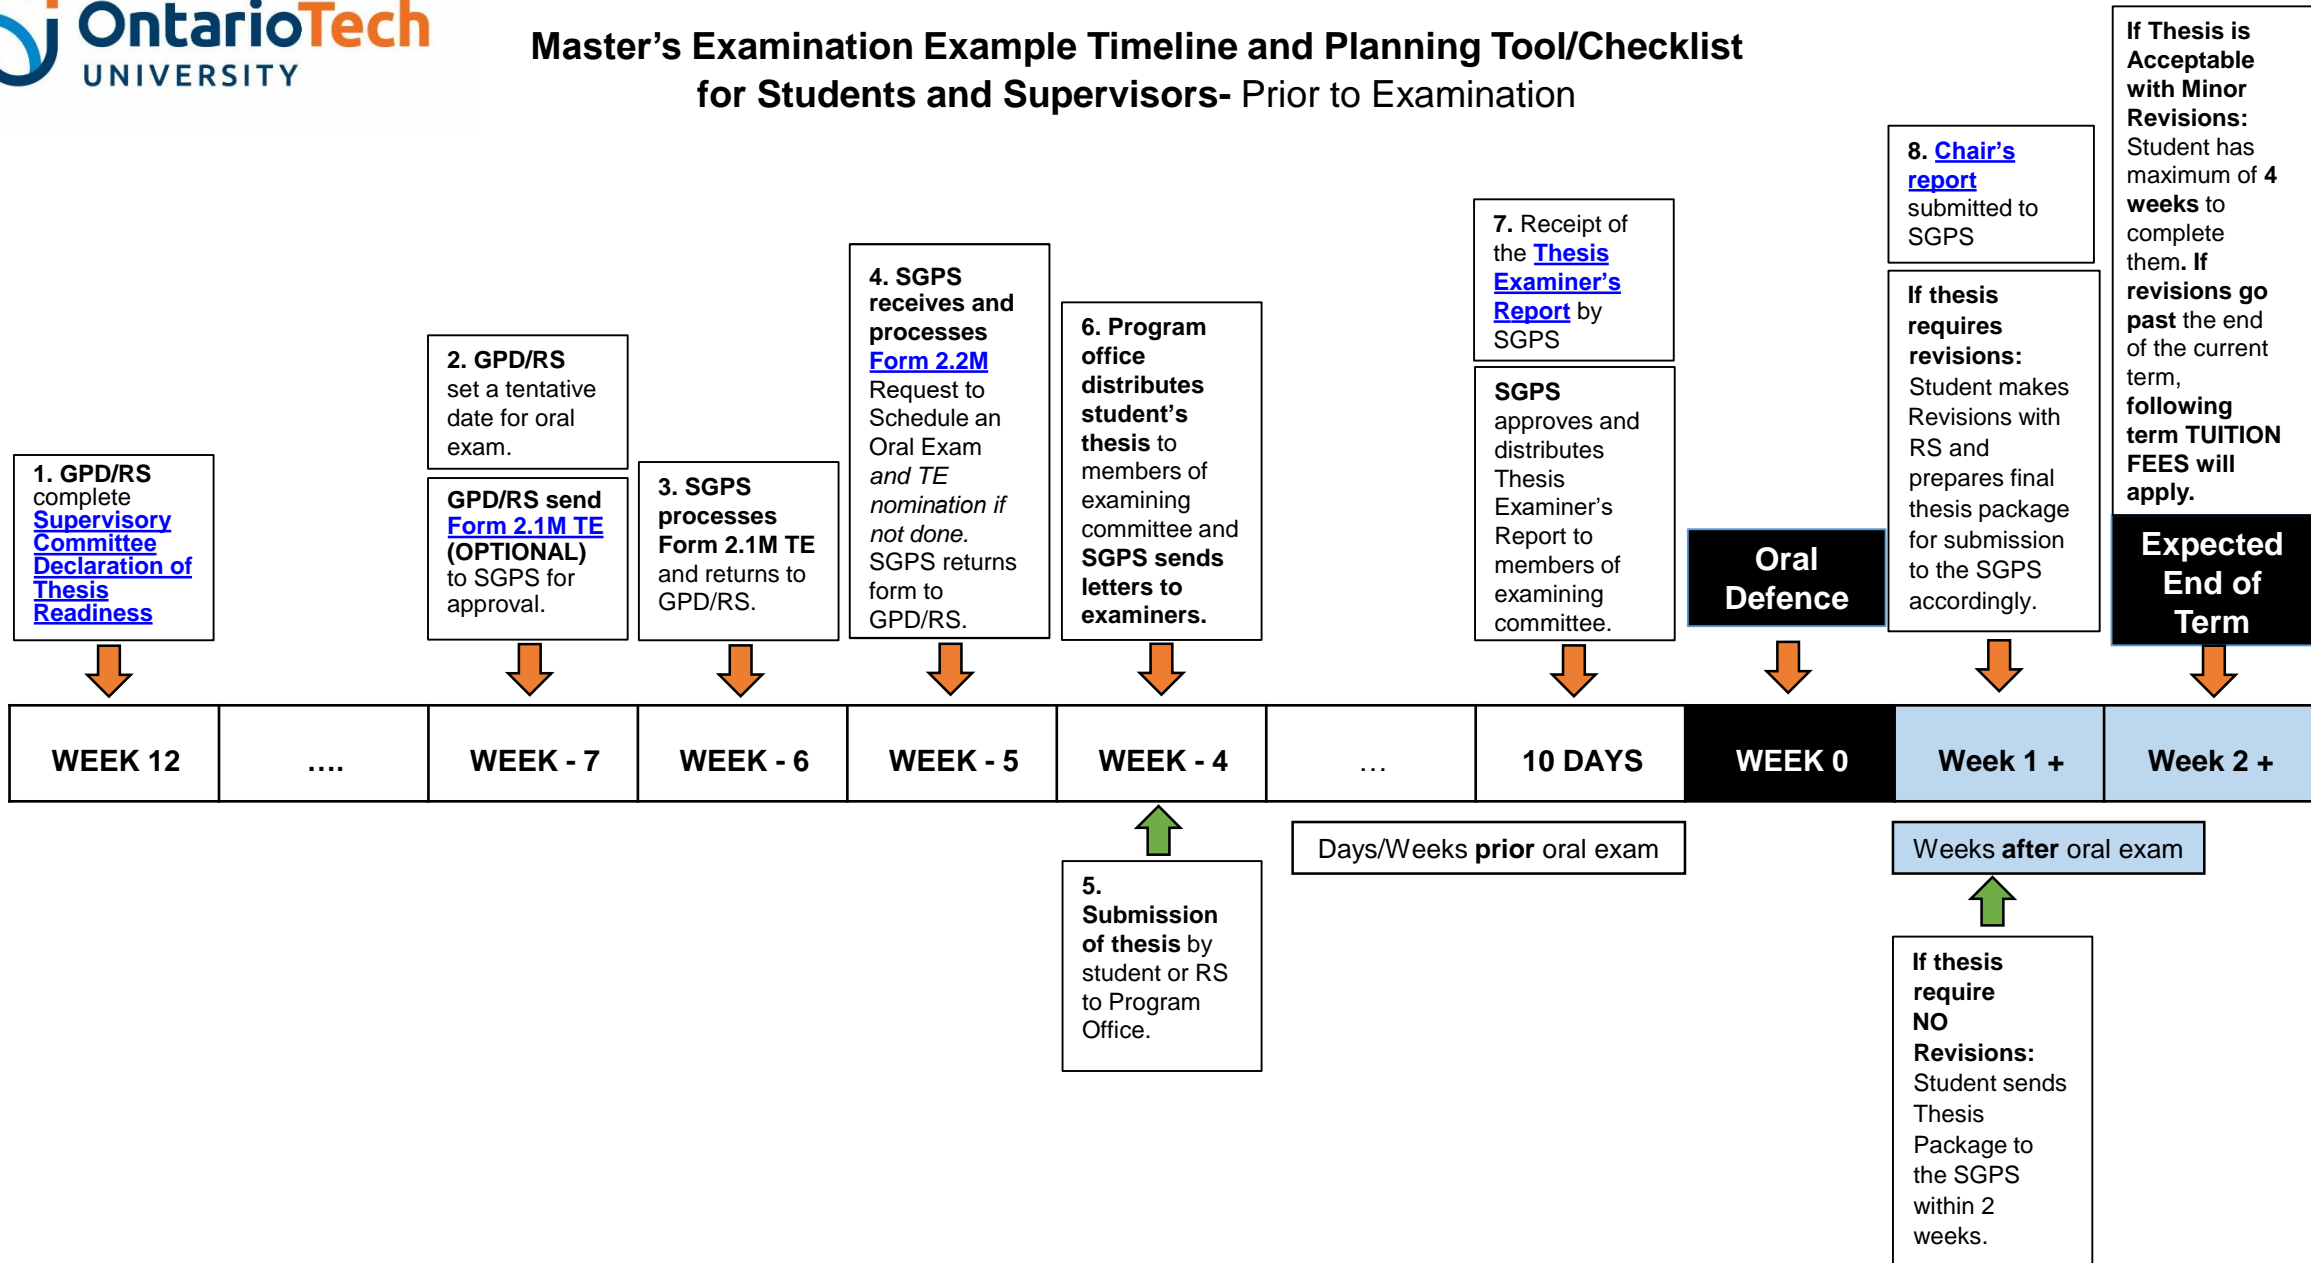 OntarioTech
UNIVERSITY
Master’s Examination Example Timeline and Planning Tool/Checklist
for Students and Supervisors- Prior to Examination
1. GPD/RS
complete
Supervisory
Committee
Declaration of
Thesis
Readiness
2. GPD/RS
set a tentative
date for oral
exam.
GPD/RS send
Form 2.1M TE
(OPTIONAL)
to SGPS for
approval.
3. SGPS
processes
Form 2.1M TE
and returns to
GPD/RS.
4. SGPS
receives and
processes
Form 2.2M
Request to
Schedule an
Oral Exam
and TE
nomination if
not done.
SGPS returns
form to
GPD/RS.
6. Program
office
distributes
student’s
thesis to
members of
examining
committee and
SGPS sends
letters to
examiners.
7. Receipt of
the Thesis
Examiner’s
Report by
SGPS
SGPS
approves and
distributes
Thesis
Examiner’s
Report to
members of
examining
committee.
Oral
Defence
8. Chair’s
report
submitted to
SGPS
If thesis
requires
revisions:
Student makes
Revisions with
RS and
prepares final
thesis package
for submission
to the SGPS
accordingly.
If Thesis is
Acceptable
with Minor
Revisions:
Student has
maximum of 4
weeks to
complete
them. If
revisions go
past the end
of the current
term,
following
term TUITION
FEES will
apply.
Expected
End of
Term
WEEK 12
....
WEEK - 7
WEEK - 6
WEEK - 5
WEEK - 4
...
10 DAYS
WEEK 0
Week 1 +
Week 2 +
Days/Weeks prior oral exam
Weeks after oral exam
5.
Submission
of thesis by
student or RS
to Program
Office.
If thesis
require
NO
Revisions:
Student sends
Thesis
Package to
the SGPS
within 2
weeks.